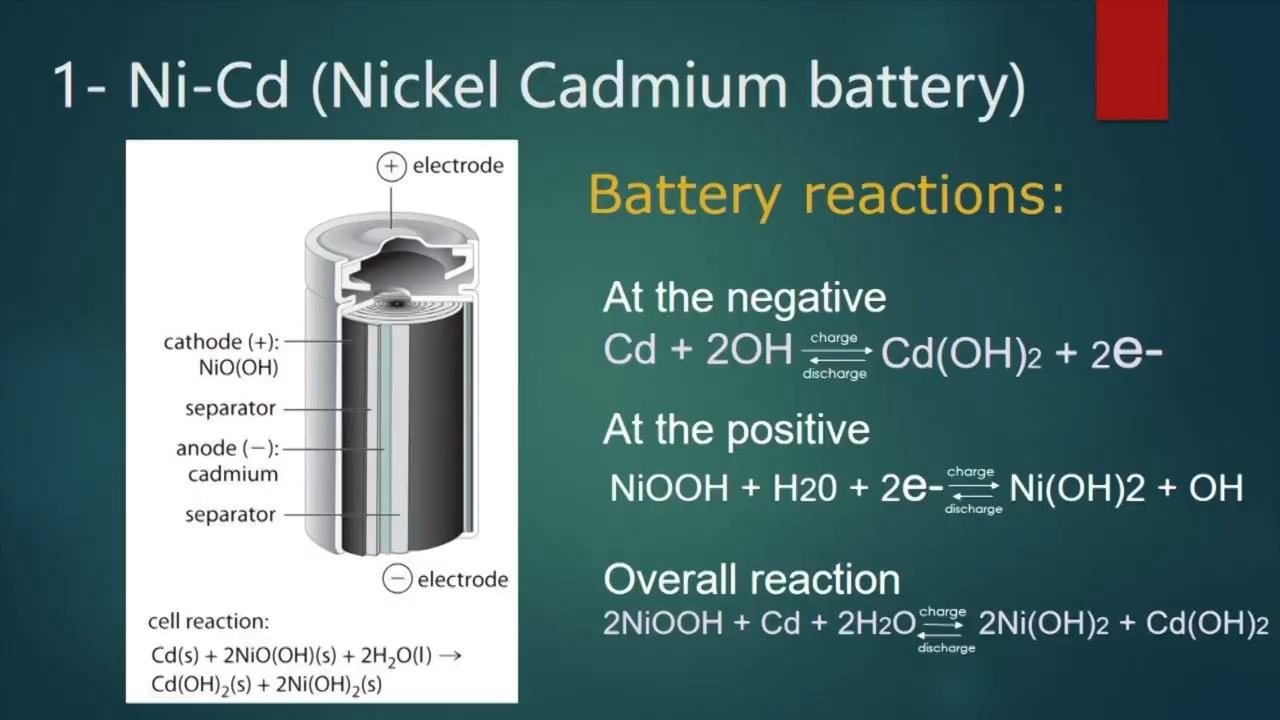 1- Ni-Cd (Nickel Cadmium battery)
+ electrode
cathode (+):
NiO(OH)
separator
anode (−):
cadmium
separator
− electrode
cell reaction:
Cd(s) + 2NiO(OH)(s) + 2H₂O(l) →
Cd(OH)₂(s) + 2Ni(OH)₂(s)
Battery reactions:
At the negative
Cd + 2OH charge discharge Cd(OH)2 + 2e-
At the positive
NiOOH + H20 + 2e- charge discharge Ni(OH)2 + OH
Overall reaction
2NiOOH + Cd + 2H2O charge discharge 2Ni(OH)2 + Cd(OH)2